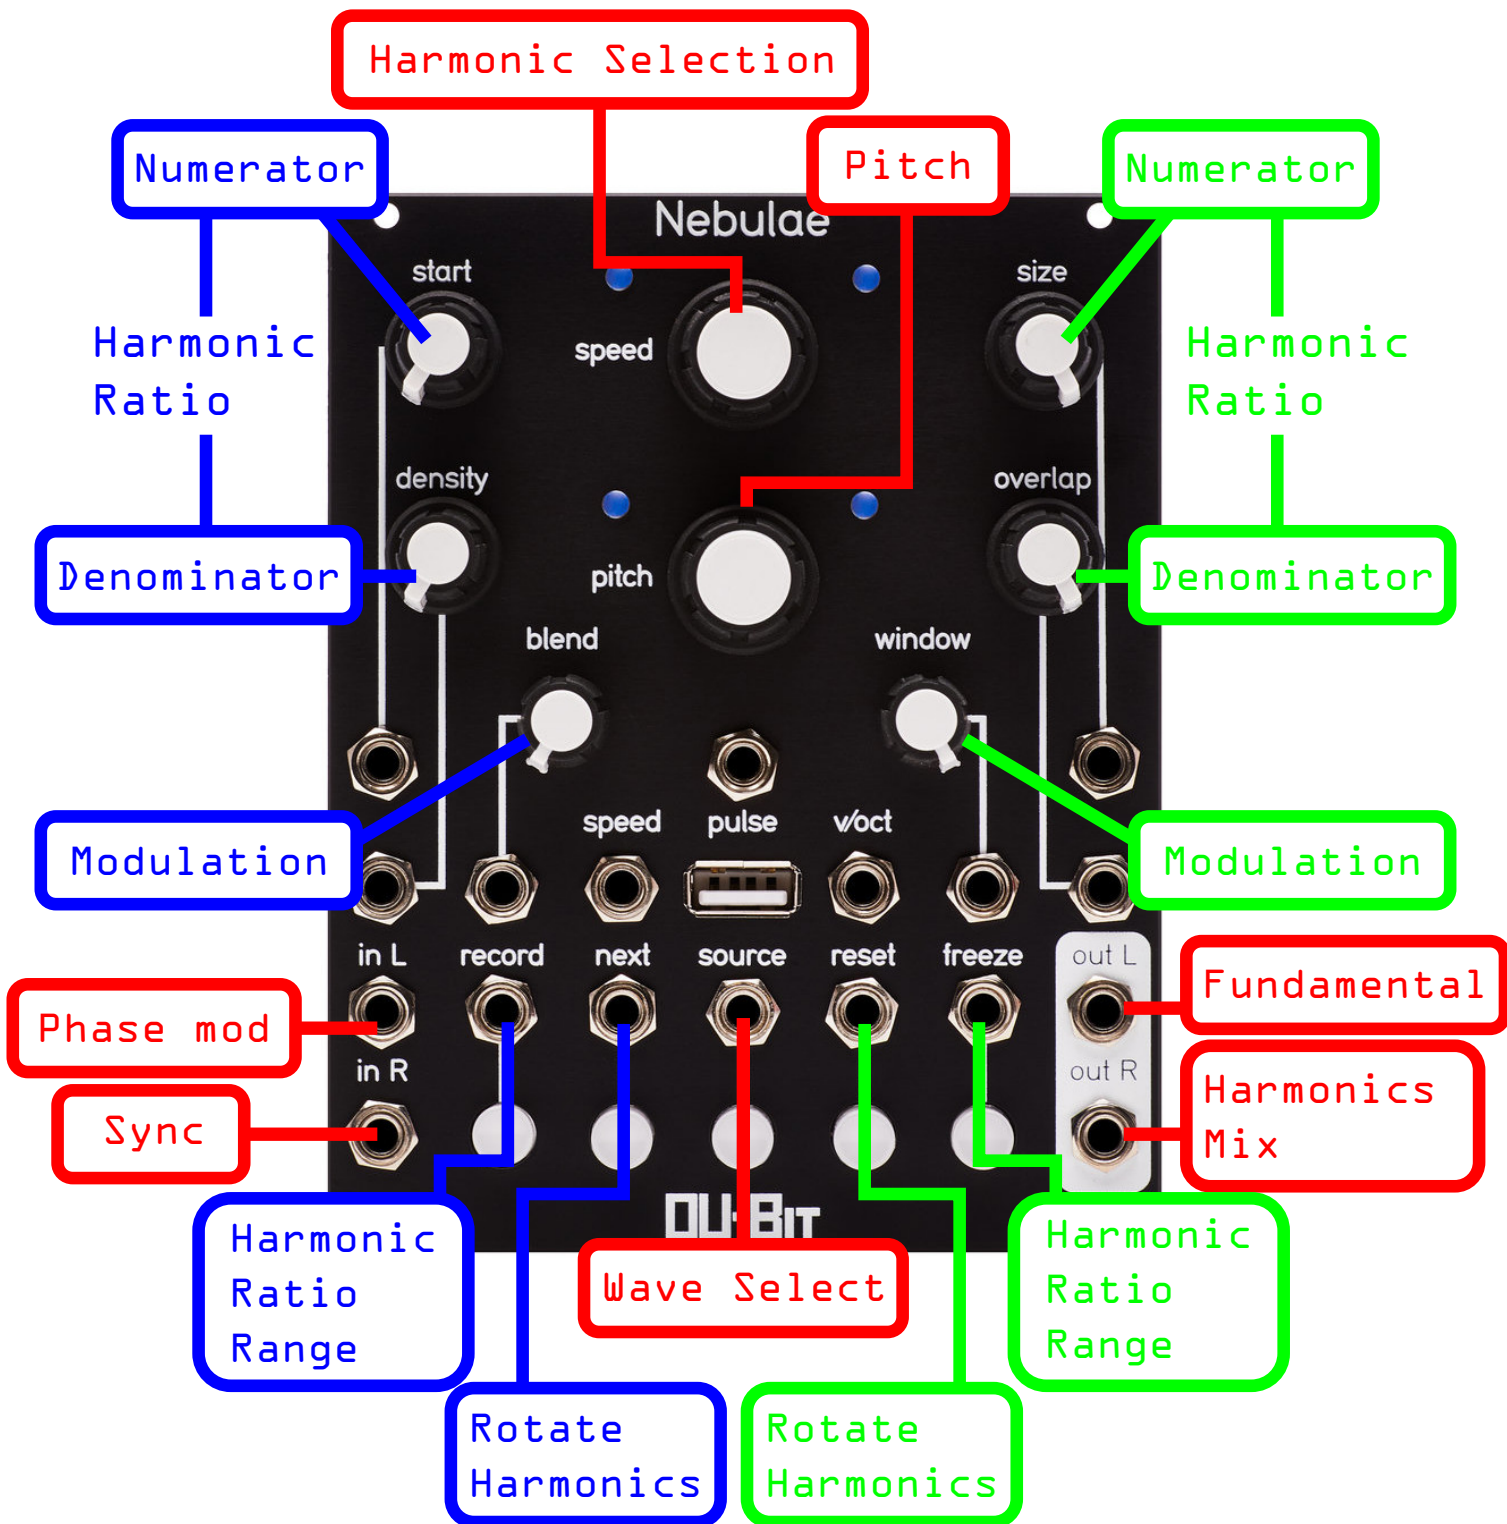 Harmonic Selection
Numerator
Pitch
Numerator
Nebulae
start
size
speed
Harmonic
Ratio
Harmonic
Ratio
density
overlap
Denominator
pitch
Denominator
blend
window
speed
pulse
v/oct
Modulation
Modulation
in L
record
next
source
reset
freeze
out L
Phase mod
Fundamental
in R
out R
Sync
Harmonics
Mix
QU-BIT
Harmonic
Ratio
Range
Wave Select
Harmonic
Ratio
Range
Rotate
Harmonics
Rotate
Harmonics